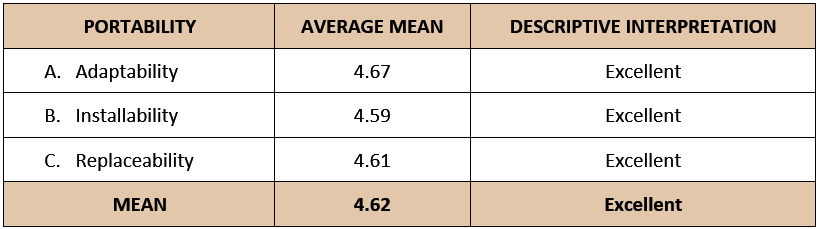 PORTABILITY AVERAGE MEAN DESCRIPTIVE INTERPRETATION
A. Adaptability 4.67 Excellent
B. Installability 4.59 Excellent
C. Replaceability 4.61 Excellent
MEAN 4.62 Excellent